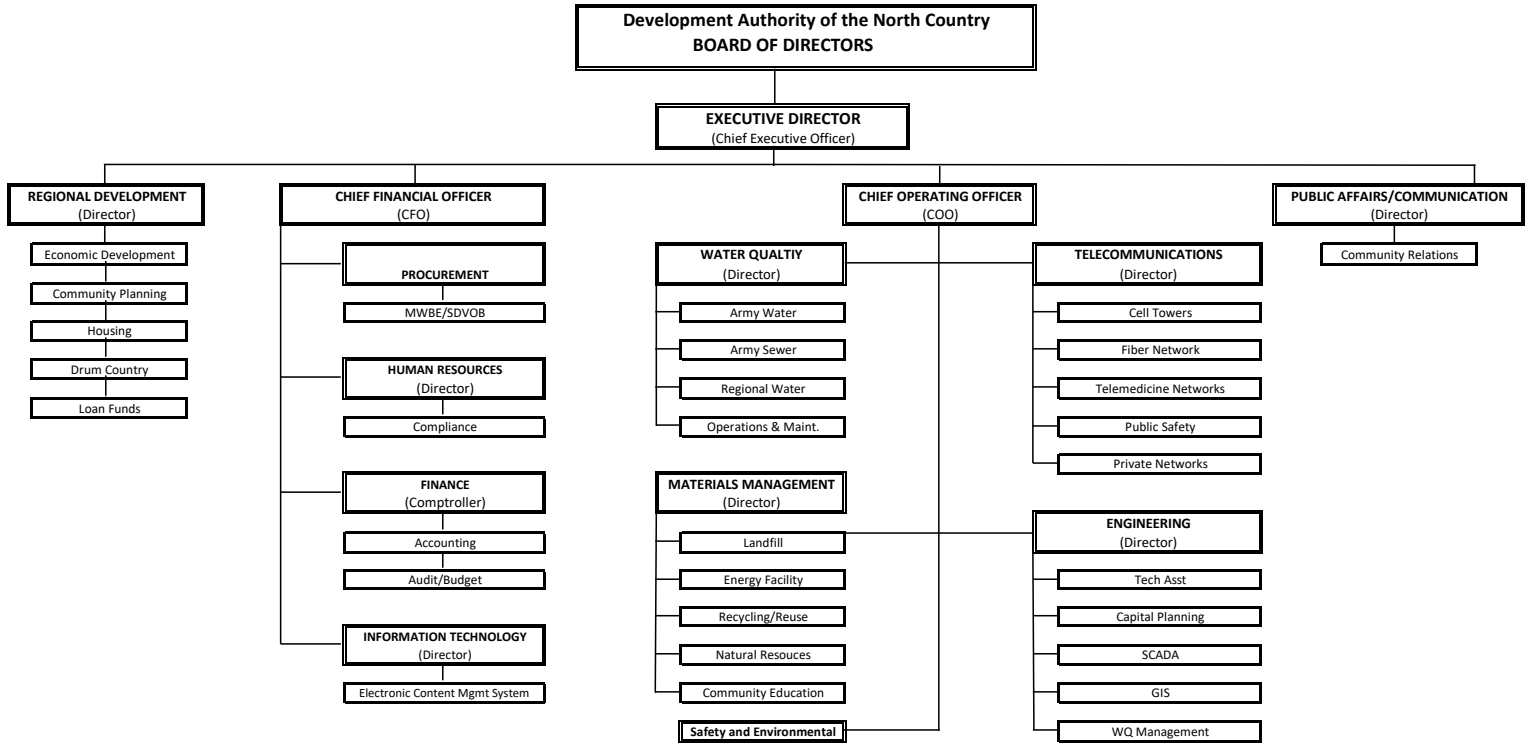 Development Authority of the North Country
BOARD OF DIRECTORS
EXECUTIVE DIRECTOR
(Chief Executive Officer)
REGIONAL DEVELOPMENT
(Director)
Economic Development
Community Planning
Housing
Drum Country
Loan Funds
CHIEF FINANCIAL OFFICER
(CFO)
PROCUREMENT
MWBE/SDVOB
HUMAN RESOURCES
(Director)
Compliance
FINANCE
(Comptroller)
Accounting
Audit/Budget
INFORMATION TECHNOLOGY
(Director)
Electronic Content Mgmt System
CHIEF OPERATING OFFICER
(COO)
WATER QUALTIY
(Director)
Army Water
Army Sewer
Regional Water
Operations & Maint.
MATERIALS MANAGEMENT
(Director)
Landfill
Energy Facility
Recycling/Reuse
Natural Resouces
Community Education
Safety and Environmental
TELECOMMUNICATIONS
(Director)
Cell Towers
Fiber Network
Telemedicine Networks
Public Safety
Private Networks
ENGINEERING
(Director)
Tech Asst
Capital Planning
SCADA
GIS
WQ Management
PUBLIC AFFAIRS/COMMUNICATION
(Director)
Community Relations